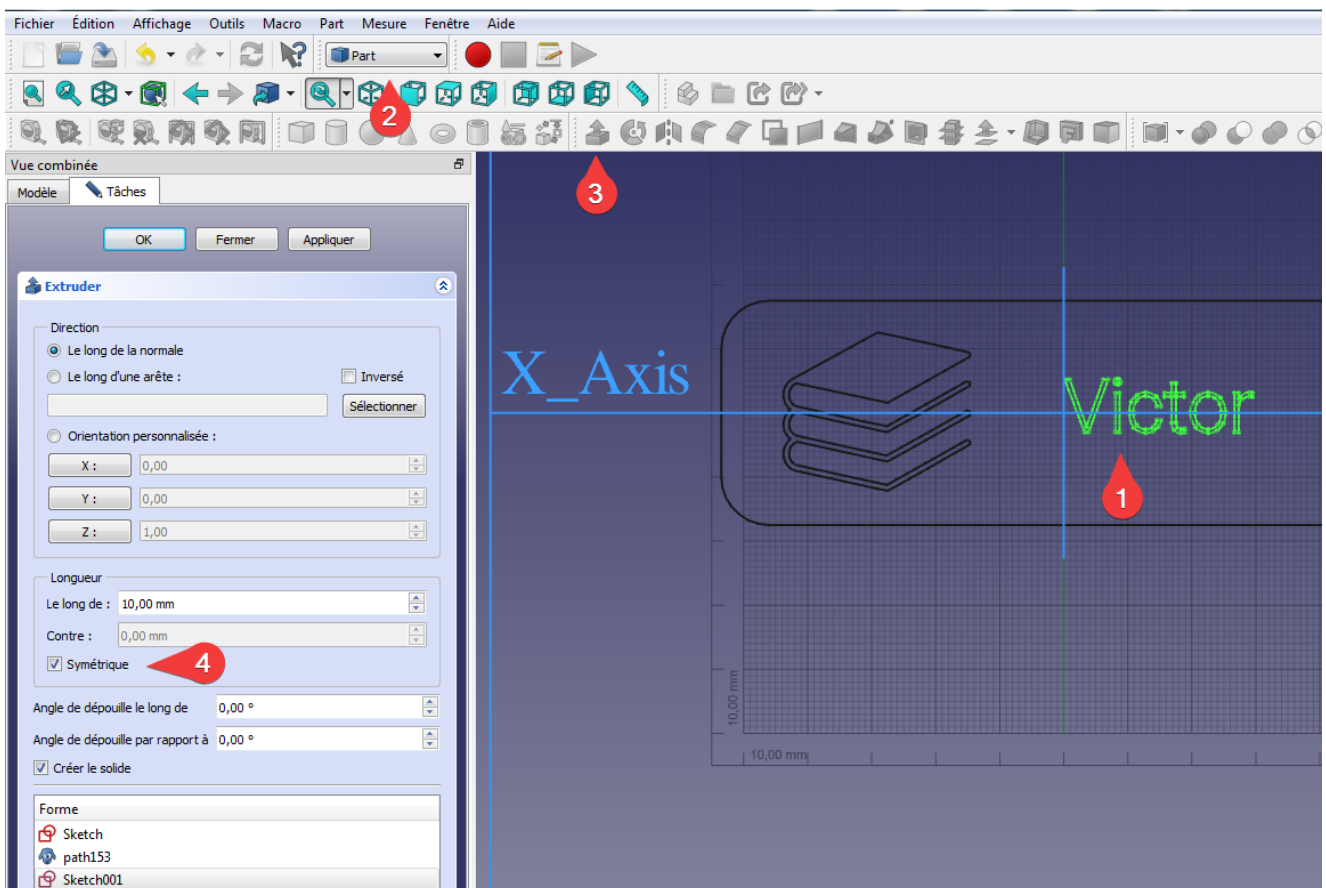 Fichier Édition Affichage Outils Macro Part Mesure Fenêtre Aide
Part
2
Vue combinée
3
Modèle Tâches
OK Fermer Appliquer
Extruder
Direction
Le long de la normale
Le long d'une arête : Inversé
Sélectionner
Orientation personnalisée :
X : 0,00
Y : 0,00
Z : 1,00
Longueur
Le long de : 10,00 mm
Contre : 0,00 mm
Symétrique 4
Angle de dépouille le long de 0,00 °
Angle de dépouille par rapport à 0,00 °
Créer le solide
Forme
Sketch
path153
Sketch001
X_Axis
Victor
1
10,00 mm
10,00 mm